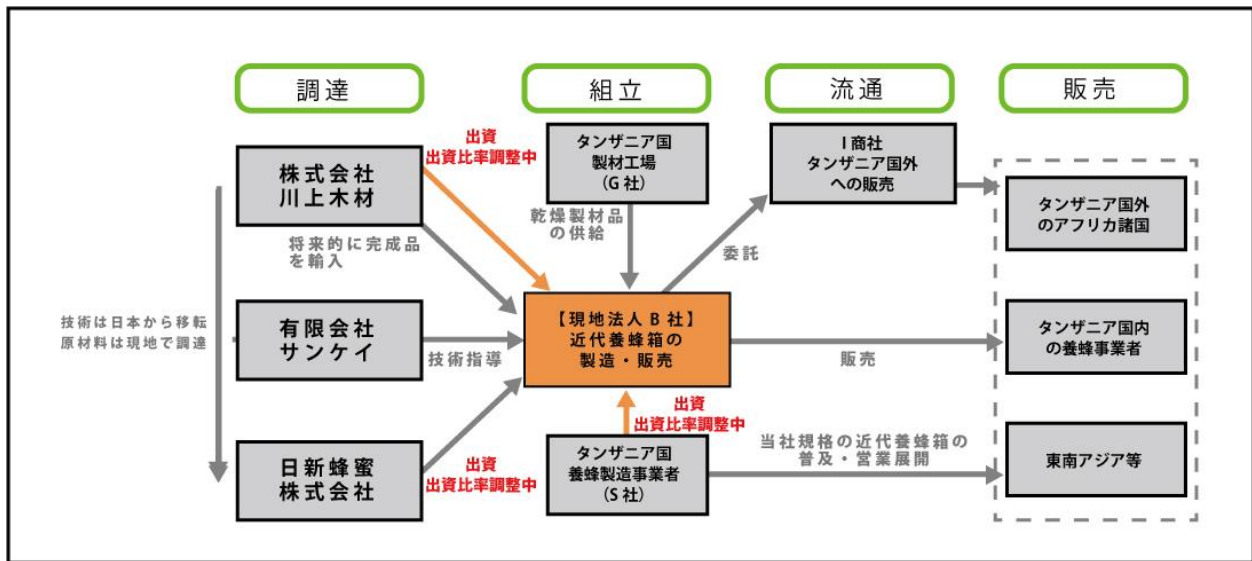 調達
組立
流通
販売
株式会社
川上木材
出資
出資比率調整中
タンザニア国
製材工場
（G 社）
I 商社
タンザニア国外
への販売
タンザニア国外
のアフリカ諸国
将来的に完成品
を輸入
乾燥製材品
の供給
委託
技術は日本から移転
原材料は現地で調達
有限会社
サンケイ
技術指導
【現地法人 B 社】
近代養蜂箱の
製造・販売
販売
タンザニア国内
の養蜂事業者
日新蜂蜜
株式会社
出資
出資比率調整中
出資
出資比率調整中
タンザニア国
養蜂製造事業者
（S 社）
当社規格の近代養蜂箱の
普及・営業展開
東南アジア等